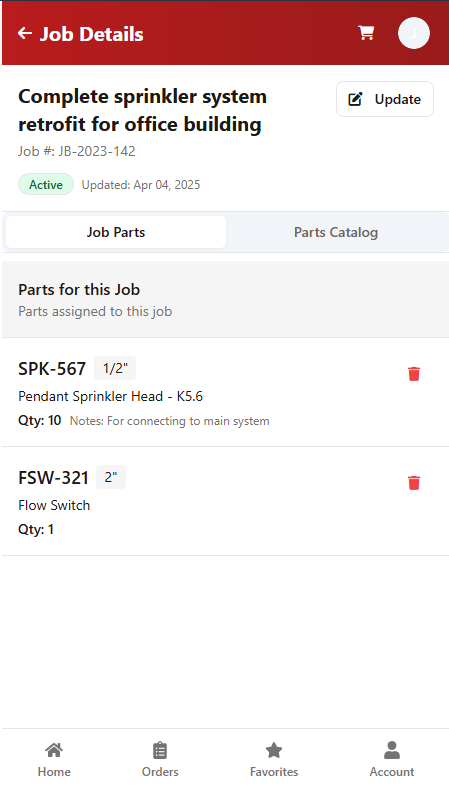 Job Details
J
Complete sprinkler system
retrofit for office building
Update
Job #: JB-2023-142
Active Updated: Apr 04, 2025
Job Parts Parts Catalog
Parts for this Job
Parts assigned to this job
SPK-567 1/2"
Pendant Sprinkler Head - K5.6
Qty: 10 Notes: For connecting to main system
FSW-321 2"
Flow Switch
Qty: 1
Home Orders Favorites Account